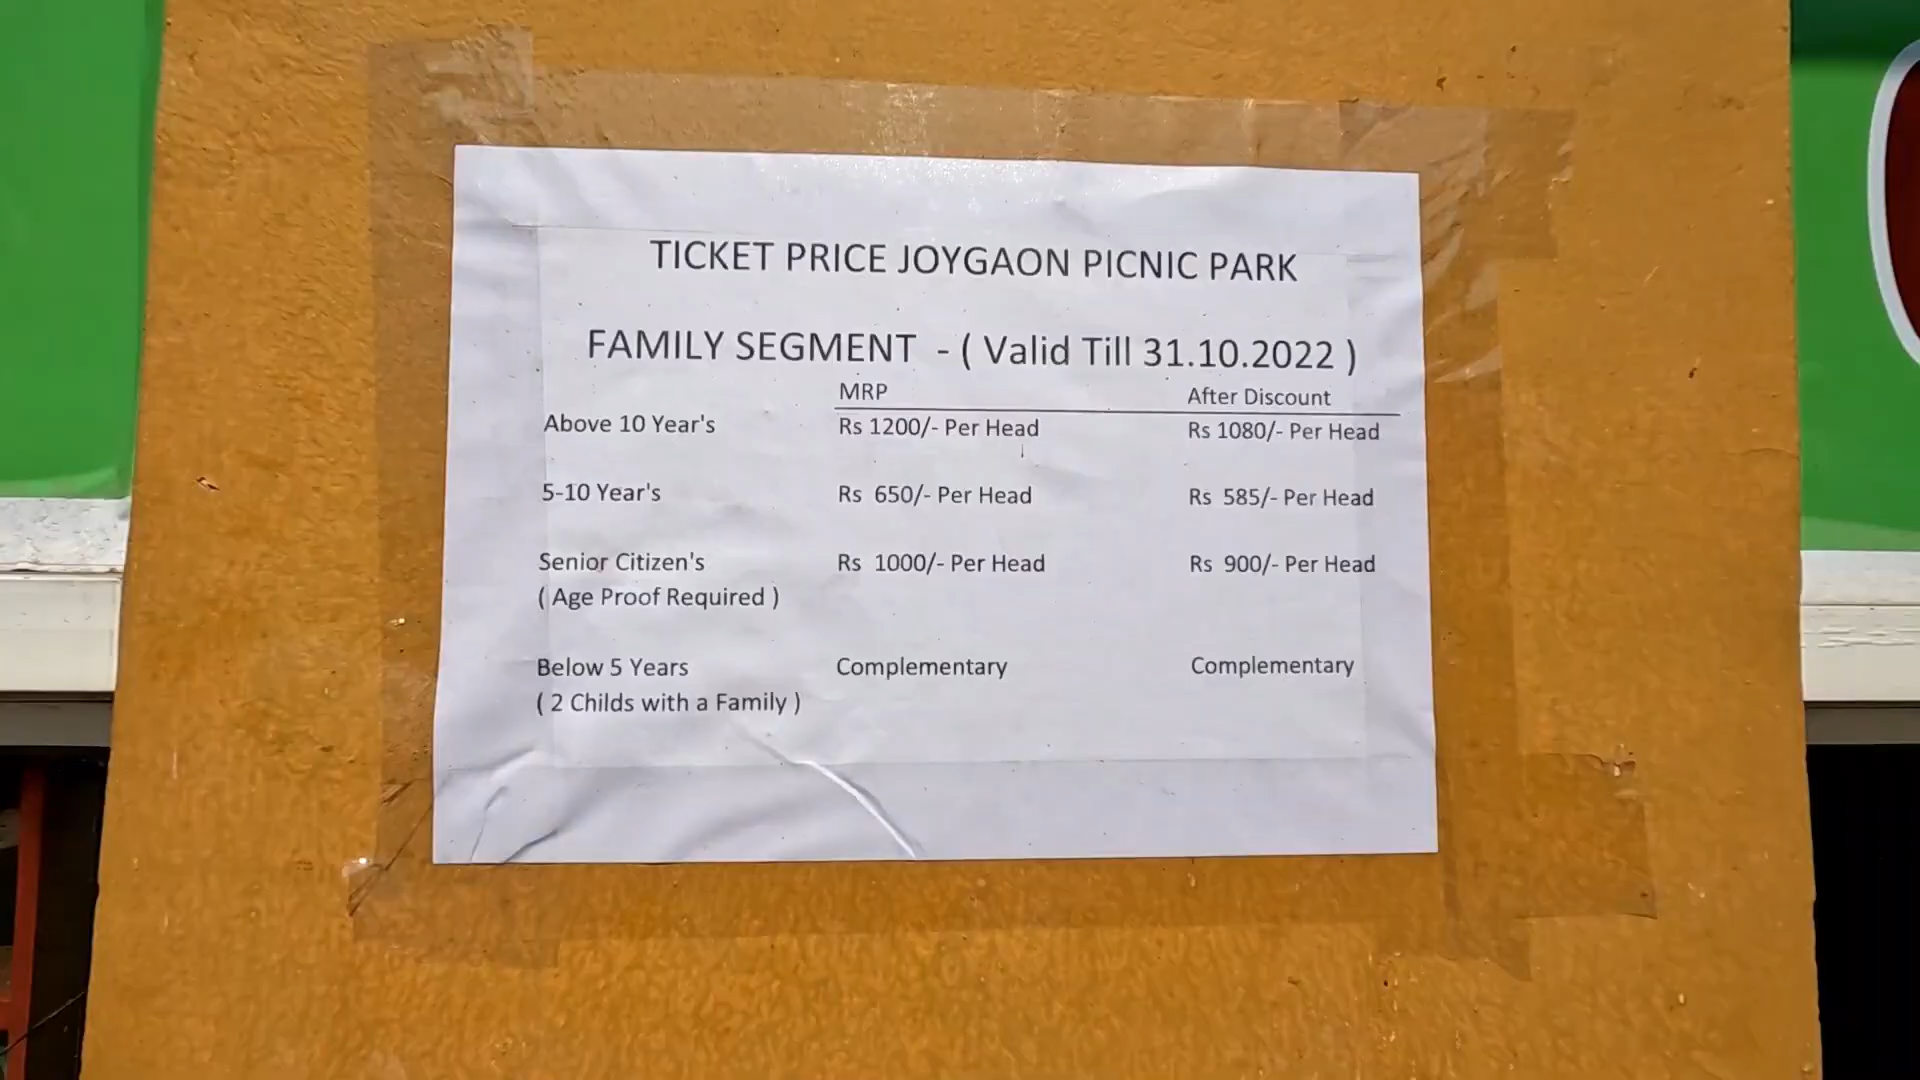 TICKET PRICE JOYGAON PICNIC PARK
FAMILY SEGMENT - ( Valid Till 31.10.2022 )
MRP After Discount
Above 10 Year's Rs 1200/- Per Head Rs 1080/- Per Head
5-10 Year's Rs 650/- Per Head Rs 585/- Per Head
Senior Citizen's Rs 1000/- Per Head Rs 900/- Per Head
( Age Proof Required )
Below 5 Years Complementary Complementary
( 2 Childs with a Family )